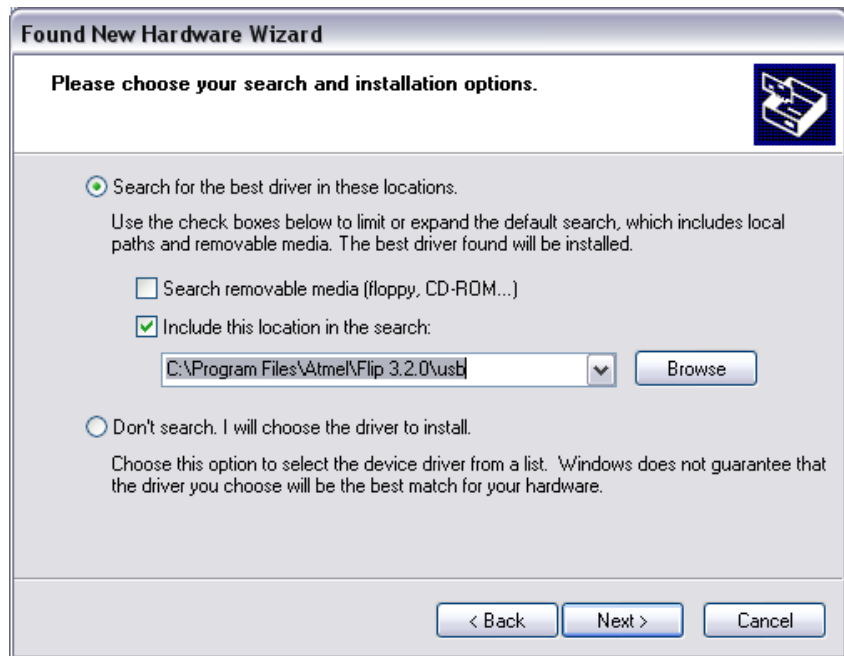 Found New Hardware Wizard
Please choose your search and installation options.
Search for the best driver in these locations.
Use the check boxes below to limit or expand the default search, which includes local
paths and removable media. The best driver found will be installed.
Search removable media (floppy, CD-ROM...)
Include this location in the search:
C:\Program Files\Atmel\Flip 3.2.0\usb
Browse
Don't search. I will choose the driver to install.
Choose this option to select the device driver from a list.  Windows does not guarantee that
the driver you choose will be the best match for your hardware.
< Back Next > Cancel